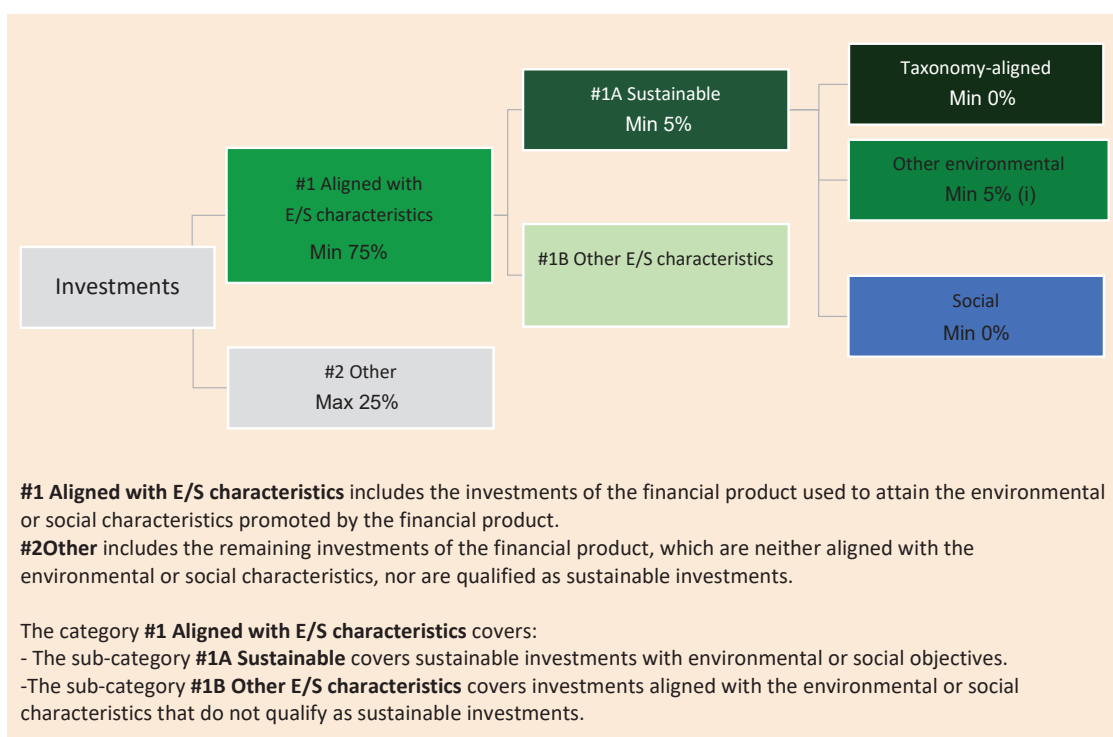 Investments
#1 Aligned with
E/S characteristics
Min 75%
#2 Other
Max 25%
#1A Sustainable
Min 5%
#1B Other E/S characteristics
Taxonomy-aligned
Min 0%
Other environmental
Min 5% (i)
Social
Min 0%
#1 Aligned with E/S characteristics includes the investments of the financial product used to attain the environmental
or social characteristics promoted by the financial product.
#2Other includes the remaining investments of the financial product, which are neither aligned with the
environmental or social characteristics, nor are qualified as sustainable investments.
The category #1 Aligned with E/S characteristics covers:
- The sub-category #1A Sustainable covers sustainable investments with environmental or social objectives.
-The sub-category #1B Other E/S characteristics covers investments aligned with the environmental or social
characteristics that do not qualify as sustainable investments.